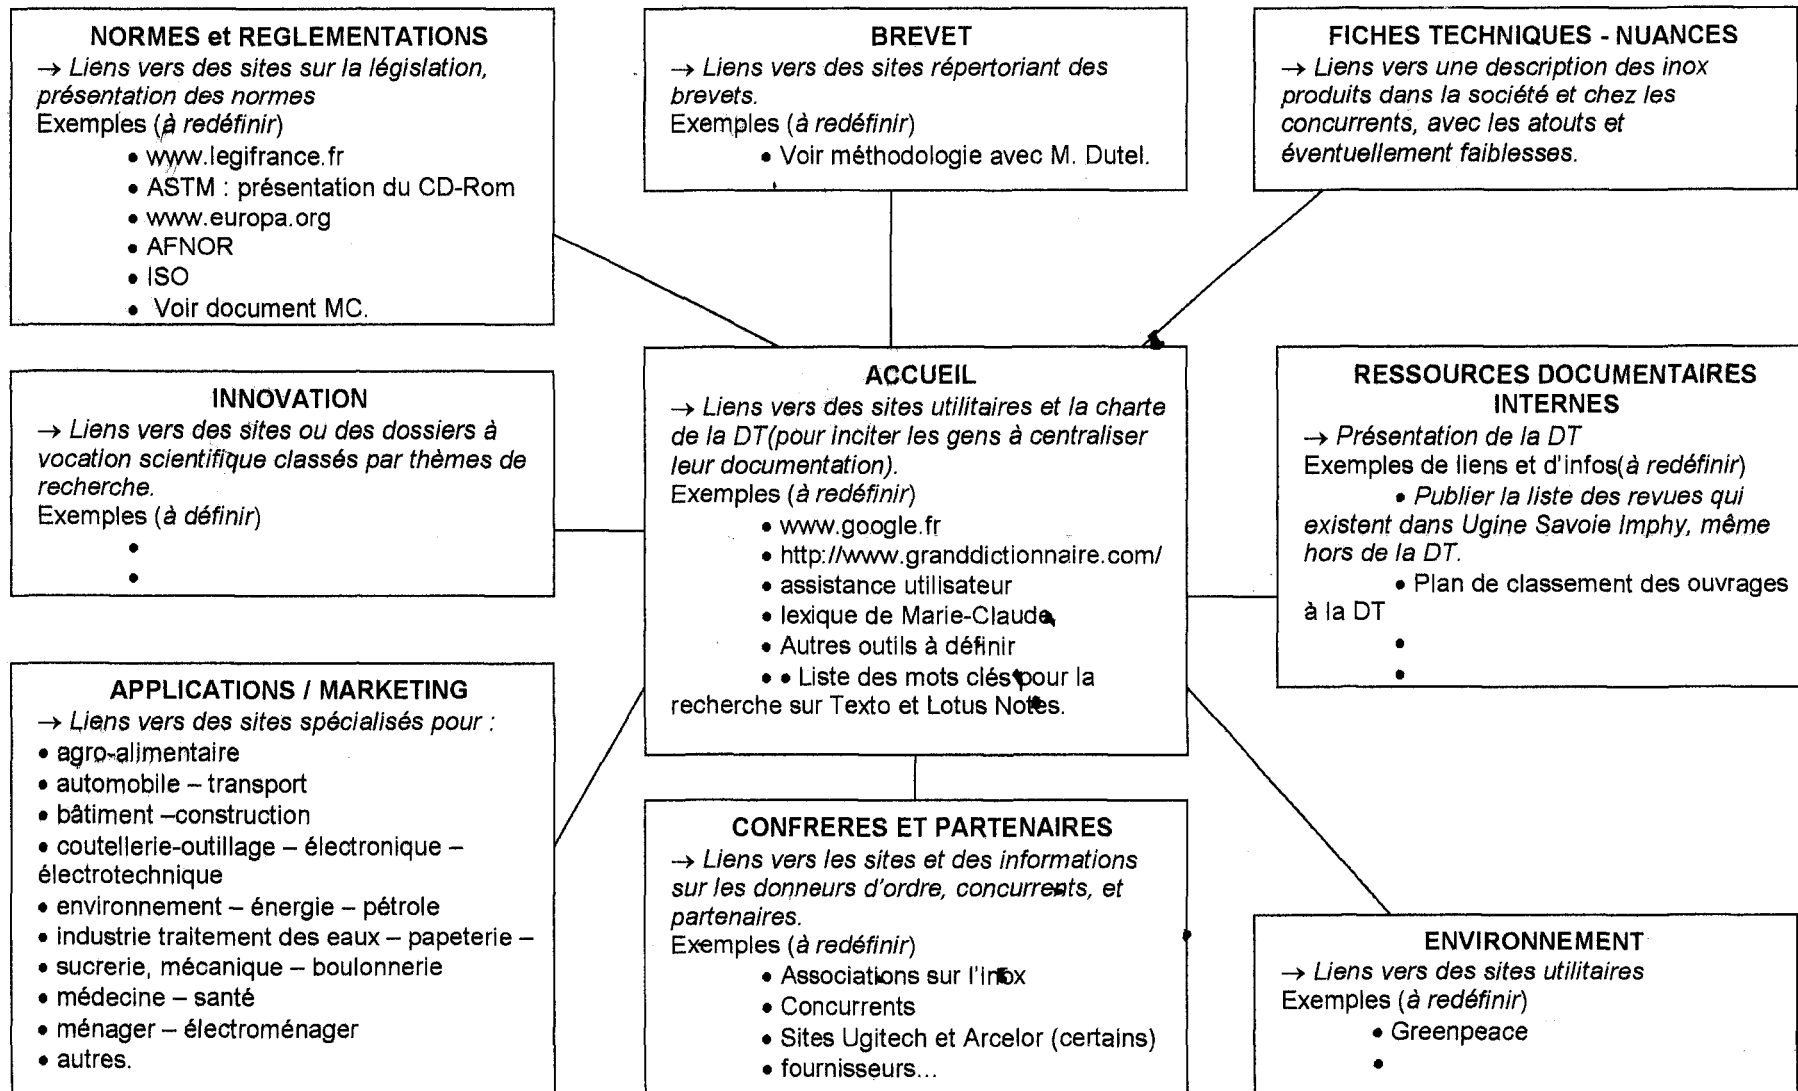 NORMES et REGLEMENTATIONS
→ Liens vers des sites sur la législation,
présentation des normes
Exemples (à redéfinir)
• www.legifrance.fr
• ASTM : présentation du CD-Rom
• www.europa.org
• AFNOR
• ISO
• Voir document MC.
BREVET
→ Liens vers des sites répertoriant des
brevets.
Exemples (à redéfinir)
• Voir méthodologie avec M. Dutel.
FICHES TECHNIQUES - NUANCES
→ Liens vers une description des inox
produits dans la société et chez les
concurrents, avec les atouts et
éventuellement faiblesses.
INNOVATION
→ Liens vers des sites ou des dossiers à
vocation scientifique classés par thèmes de
recherche.
Exemples (à définir)
•
•
ACCUEIL
→ Liens vers des sites utilitaires et la charte
de la DT(pour inciter les gens à centraliser
leur documentation).
Exemples (à redéfinir)
• www.google.fr
• http://www.granddictionnaire.com/
• assistance utilisateur
• lexique de Marie-Claude
• Autres outils à définir
• • Liste des mots clés pour la
recherche sur Texto et Lotus Notes.
RESSOURCES DOCUMENTAIRES
INTERNES
→ Présentation de la DT
Exemples de liens et d'infos(à redéfinir)
• Publier la liste des revues qui
existent dans Ugine Savoie Imphy, même
hors de la DT.
• Plan de classement des ouvrages
à la DT
•
•
APPLICATIONS / MARKETING
→ Liens vers des sites spécialisés pour :
• agro-alimentaire
• automobile – transport
• bâtiment –construction
• coutellerie-outillage – électronique –
électrotechnique
• environnement – énergie – pétrole
• industrie traitement des eaux – papeterie –
• sucrerie, mécanique – boulonnerie
• médecine – santé
• ménager – électroménager
• autres.
CONFRERES ET PARTENAIRES
→ Liens vers les sites et des informations
sur les donneurs d'ordre, concurrents, et
partenaires.
Exemples (à redéfinir)
• Associations sur l'inox
• Concurrents
• Sites Ugitech et Arcelor (certains)
• fournisseurs...
ENVIRONNEMENT
→ Liens vers des sites utilitaires
Exemples (à redéfinir)
• Greenpeace
•